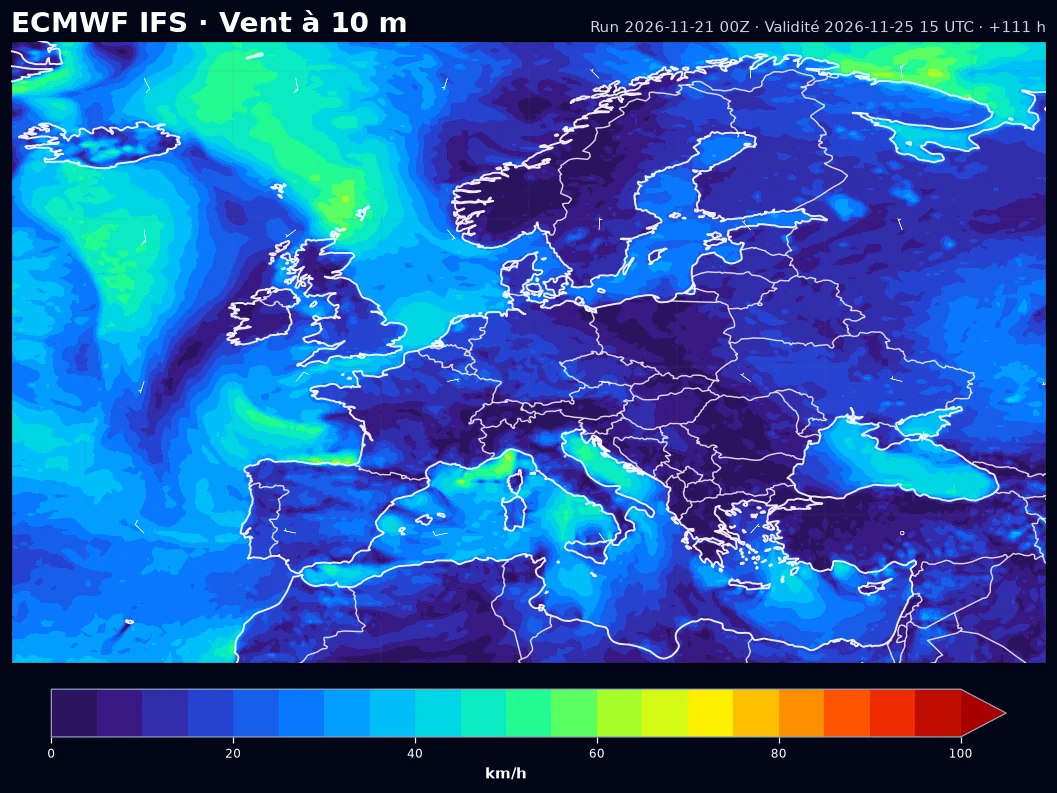 ECMWF IFS · Vent à 10 m
Run 2026-11-21 00Z · Validité 2026-11-25 15 UTC · +111 h
0 20 40 60 80 100
km/h